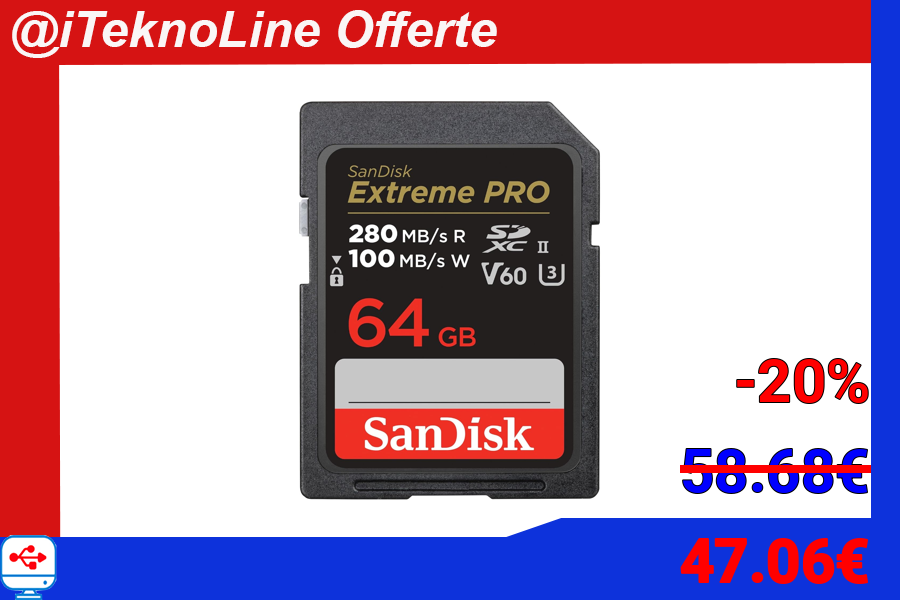 @iTeknoLine Offerte
SanDisk
Extreme PRO
280 MB/s R
SD XC II
100 MB/s W
V60 3
64 GB
SanDisk
-20%
58.68€
47.06€